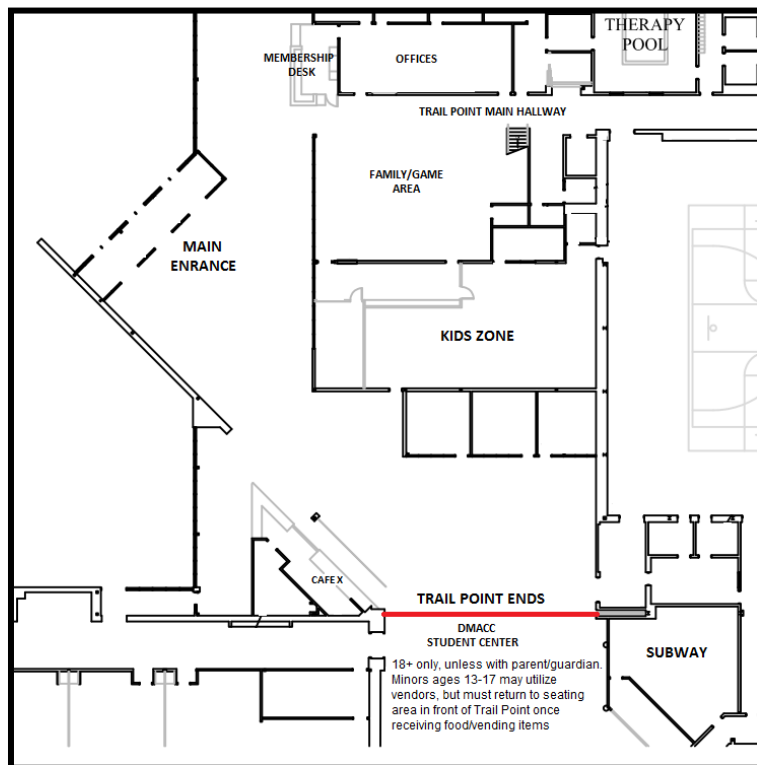 THERAPY
POOL
MEMBERSHIP
DESK
OFFICES
TRAIL POINT MAIN HALLWAY
FAMILY/GAME
AREA
MAIN
ENTRANCE
KIDS ZONE
CAFE X
TRAIL POINT ENDS
DMACC
STUDENT CENTER
18+ only, unless with parent/guardian.
Minors ages 13-17 may utilize
vendors, but must return to seating
area in front of Trail Point once
receiving food/vending items
SUBWAY